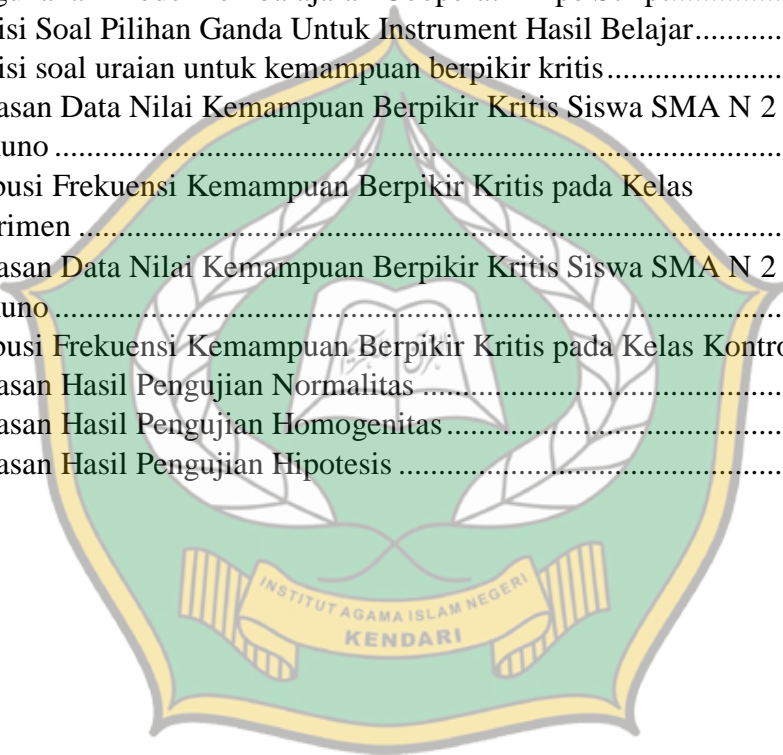 isi Soal Pilihan Ganda Untuk Instrument Hasil Belajar
isi soal uraian untuk kemampuan berpikir kritis
asan Data Nilai Kemampuan Berpikir Kritis Siswa SMA N 2
uno
busi Frekuensi Kemampuan Berpikir Kritis pada Kelas
rimen
asan Data Nilai Kemampuan Berpikir Kritis Siswa SMA N 2
uno
busi Frekuensi Kemampuan Berpikir Kritis pada Kelas Kontro
asan Hasil Pengujian Normalitas
asan Hasil Pengujian Homogenitas
asan Hasil Pengujian Hipotesis
INSTITUT AGAMA ISLAM NEGERI
KENDARI